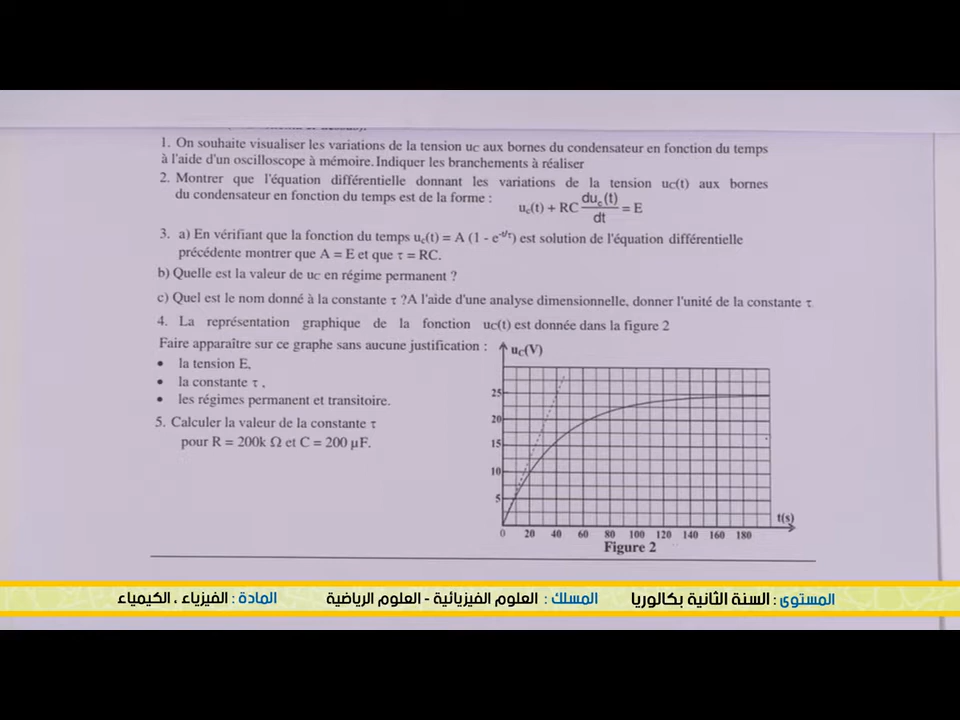 1. On souhaite visualiser les variations de la tension uc aux bornes du condensateur en fonction du temps
à l'aide d'un oscilloscope à mémoire. Indiquer les branchements à réaliser
2. Montrer que l'équation différentielle donnant les variations de la tension uc(t) aux bornes
du condensateur en fonction du temps est de la forme : uc(t) + RC duc(t)/dt = E
3. a) En vérifiant que la fonction du temps uc(t) = A (1 - e^-t/τ) est solution de l'équation différentielle
précédente montrer que A = E et que τ = RC.
b) Quelle est la valeur de uc en régime permanent ?
c) Quel est le nom donné à la constante τ ?A l'aide d'une analyse dimensionnelle, donner l'unité de la constante τ
4. La représentation graphique de la fonction uc(t) est donnée dans la figure 2
Faire apparaître sur ce graphe sans aucune justification :
• la tension E,
• la constante τ ,
• les régimes permanent et transitoire.
5. Calculer la valeur de la constante τ
pour R = 200k Ω et C = 200 µF.
uc(V)
25
20
15
10
5
t(s)
0 20 40 60 80 100 120 140 160 180
Figure 2
المستوى : السنة الثانية بكالوريا المسلك : العلوم الفيزيائية - العلوم الرياضية المادة : الفيزياء ، الكيمياء